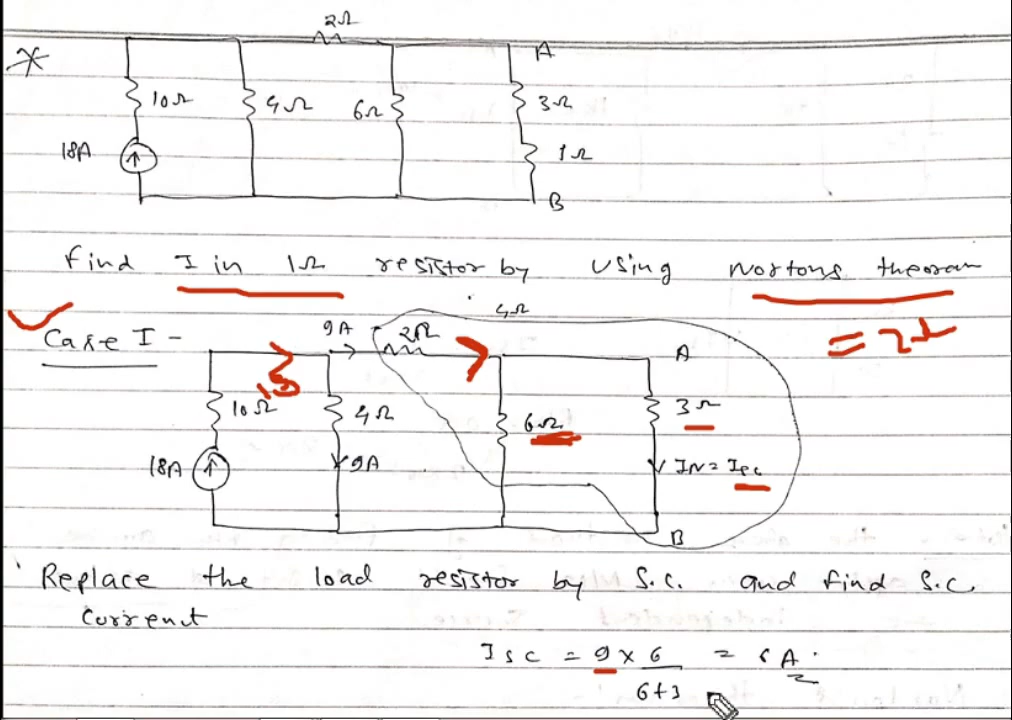 2Ω
A
10Ω 4Ω 6Ω 3Ω
18A 1Ω
B
find I in 1Ω resistor by using Nortons theoram
Case I -
= 2
4Ω
9A 2Ω
A
10Ω 4Ω 6Ω 3Ω
18A 9A IN = Isc
B
Replace the load resistor by S.C. and find S.C.
Current
Isc = 9 × 6 = 6A
6+3